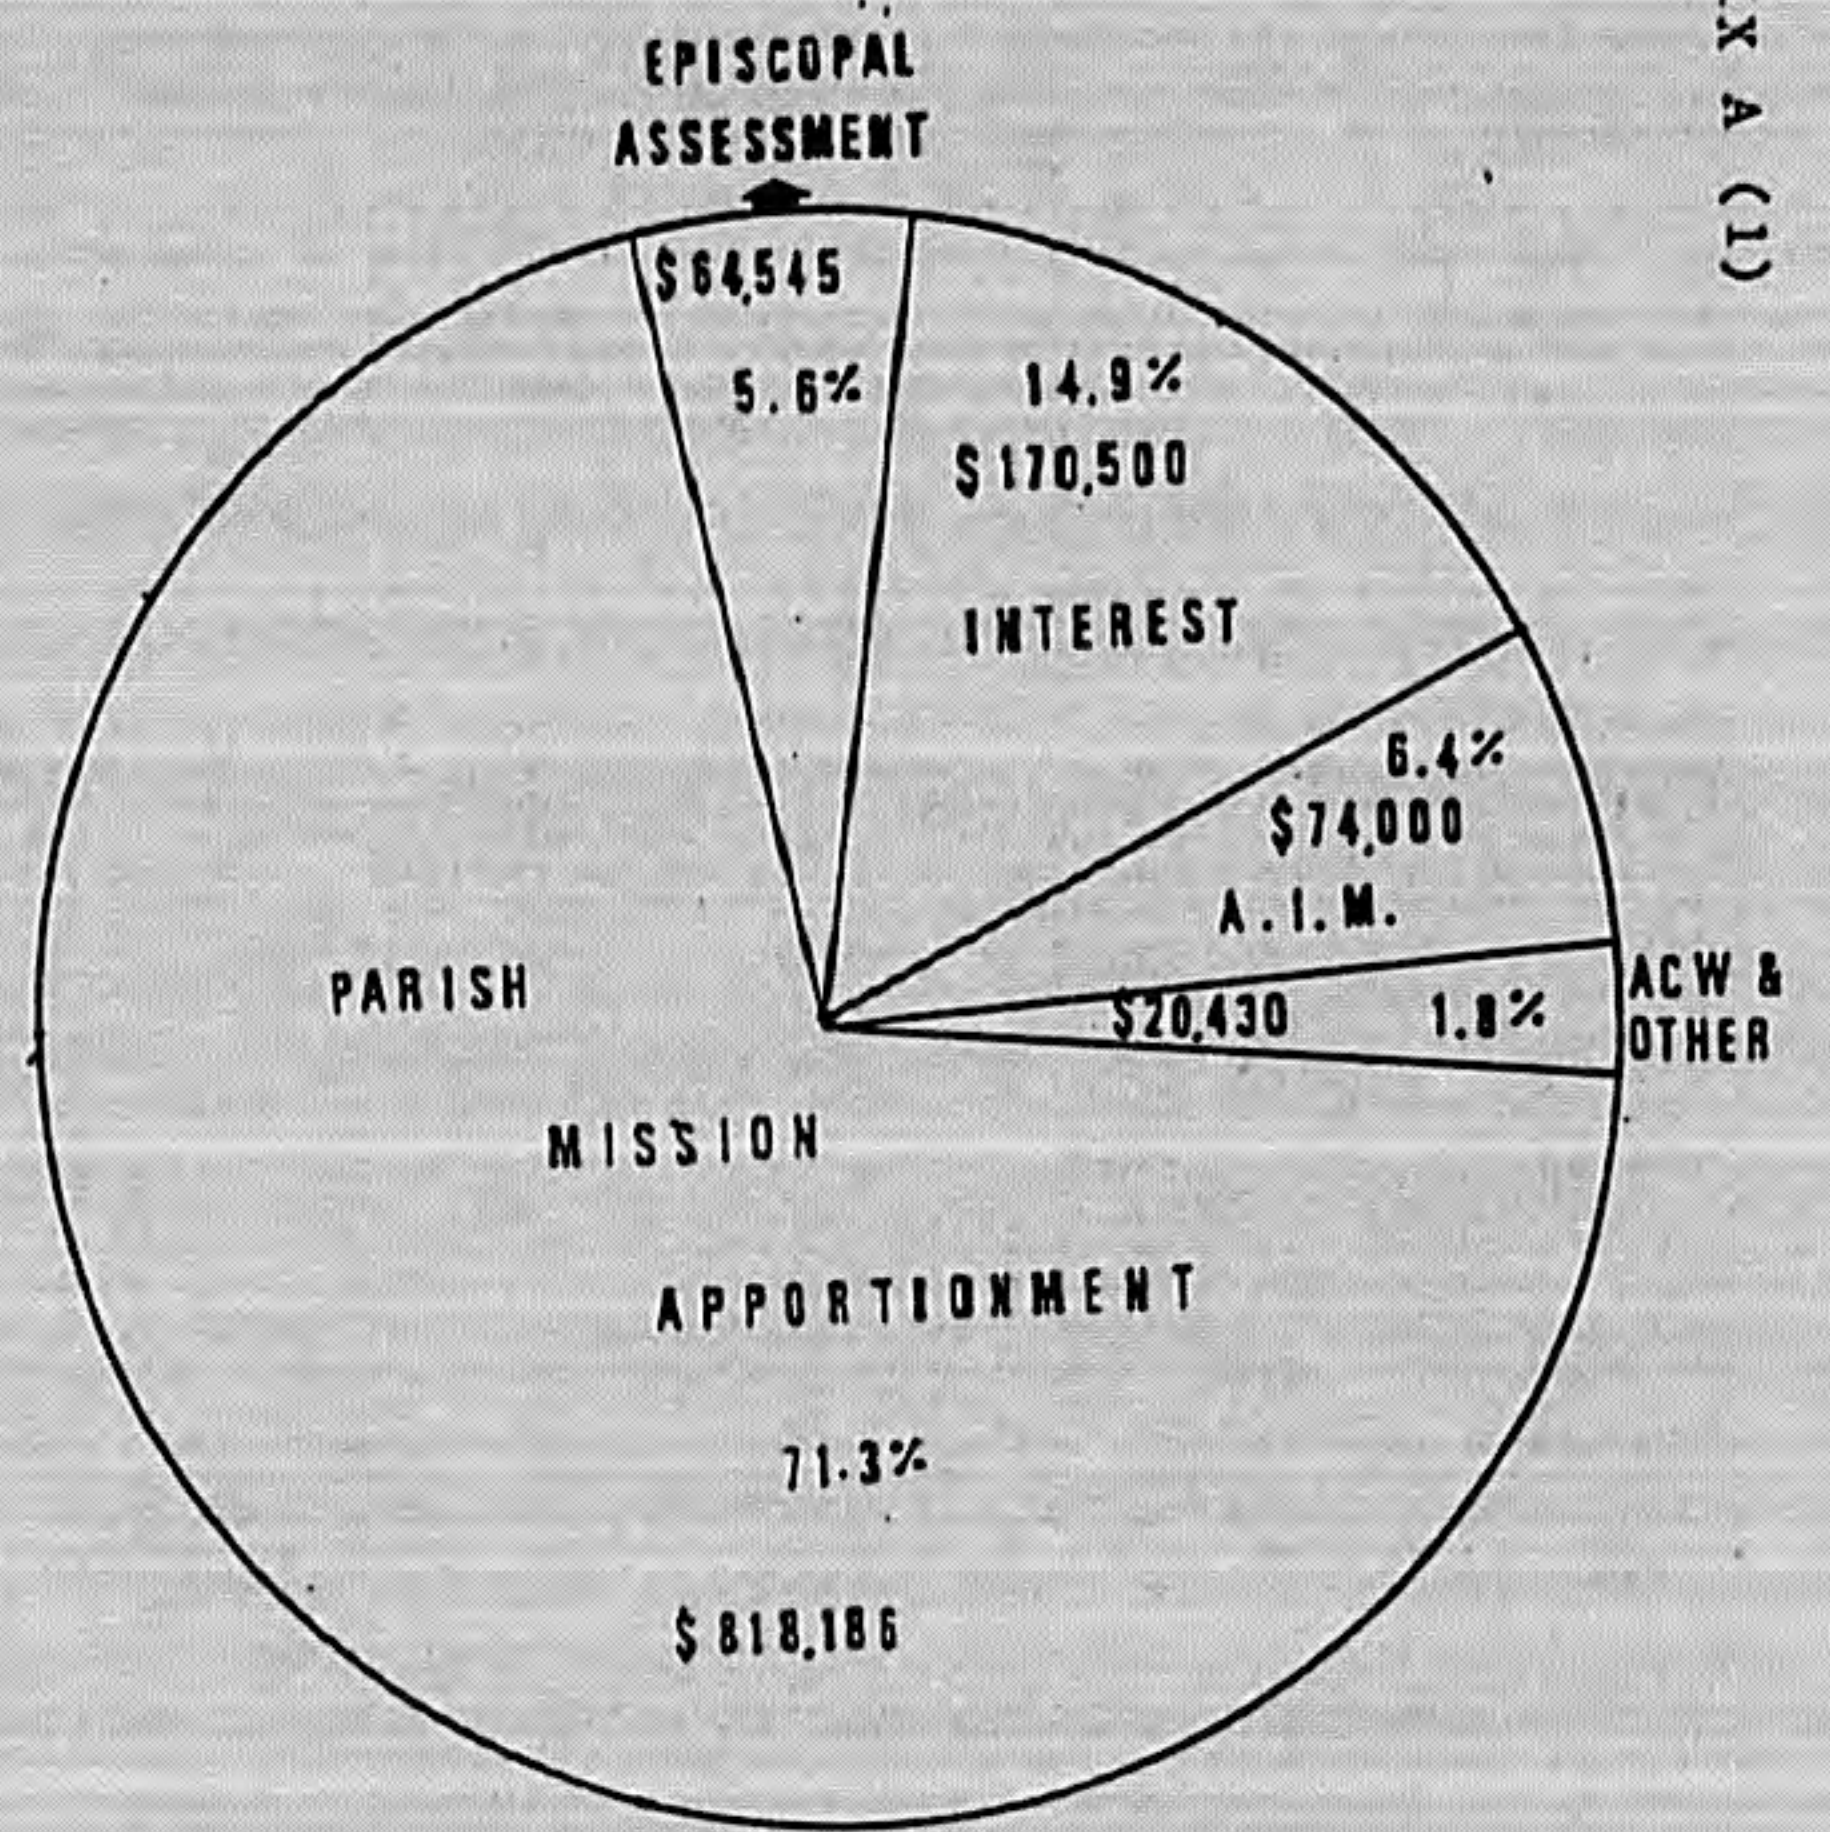 X A (1)
EPISCOPAL
ASSESSMENT
$64,545
5.6%
14.9%
$170,500
INTEREST
6.4%
$74,000
A.I.M.
$20,430 1.8%
ACW &
OTHER
PARISH
MISSION
APPORTIONMENT
71.3%
$818,186